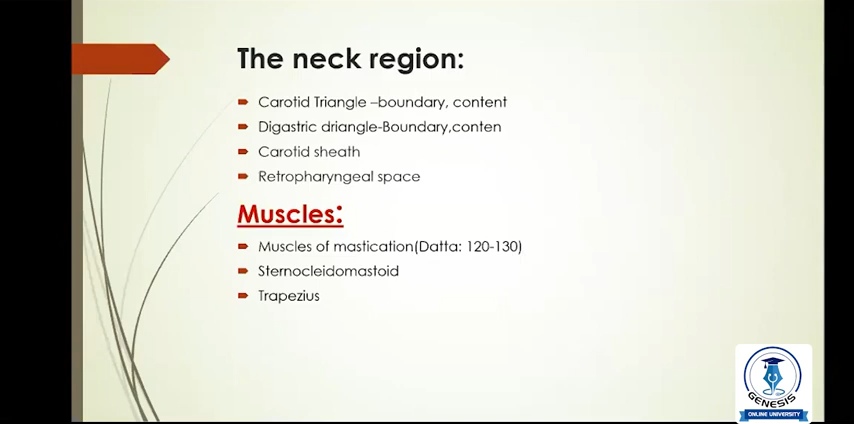 The neck region:
Carotid Triangle –boundary, content
Digastric driangle-Boundary,conten
Carotid sheath
Retropharyngeal space
Muscles:
Muscles of mastication(Datta: 120-130)
Sternocleidomastoid
Trapezius
GENESIS
ONLINE UNIVERSITY